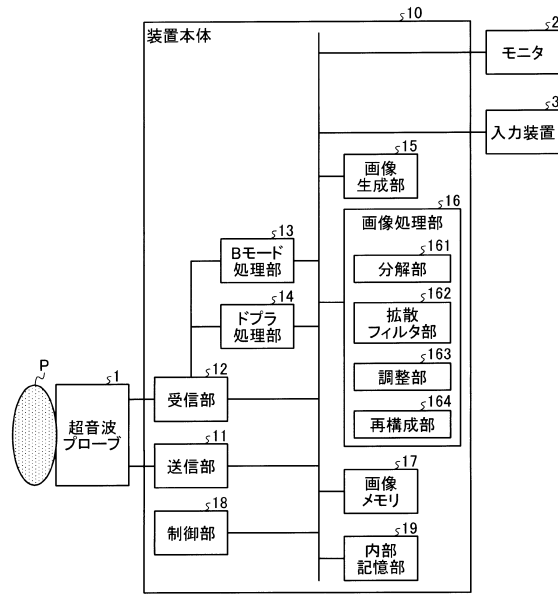 10
装置本体
2
モニタ
3
入力装置
15
画像
生成部
16
画像処理部
161
分解部
162
拡散
フィルタ部
163
調整部
164
再構成部
13
Bモード
処理部
14
ドプラ
処理部
P
1
超音波
プローブ
12
受信部
11
送信部
18
制御部
17
画像
メモリ
19
内部
記憶部